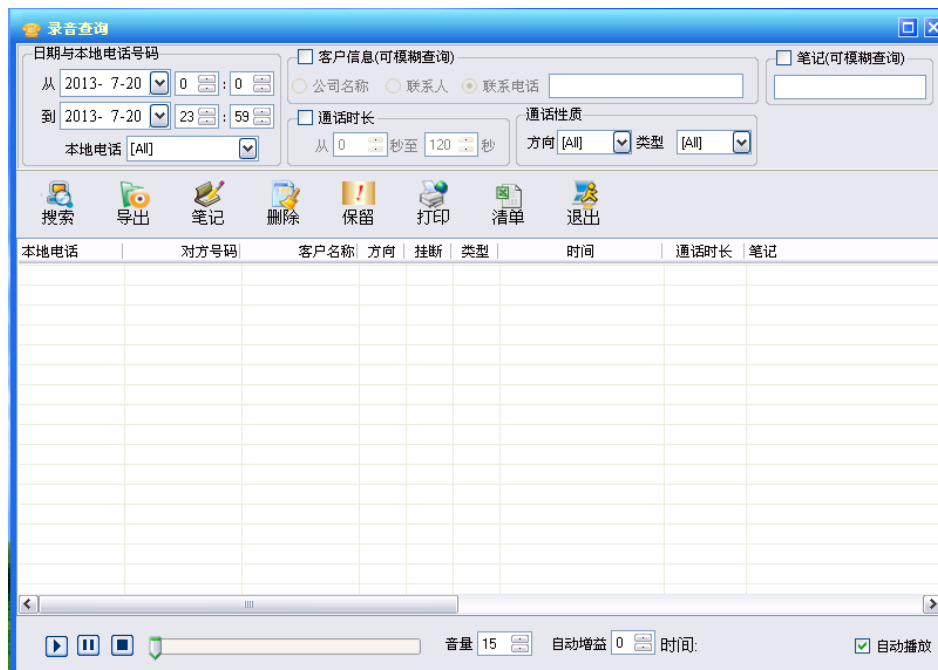 录音查询
日期与本地电话号码
从 2013- 7-20 0 : 0
到 2013- 7-20 23 : 59
本地电话 [All]
客户信息(可模糊查询)
公司名称 联系人 联系电话
通话时长
从 0 秒至 120 秒
通话性质
方向 [All] 类型 [All]
笔记(可模糊查询)
搜索 导出 笔记 删除 保留 打印 清单 退出
本地电话 对方号码 客户名称 方向 挂断 类型 时间 通话时长 笔记
音量 15 自动增益 0 时间: 自动播放